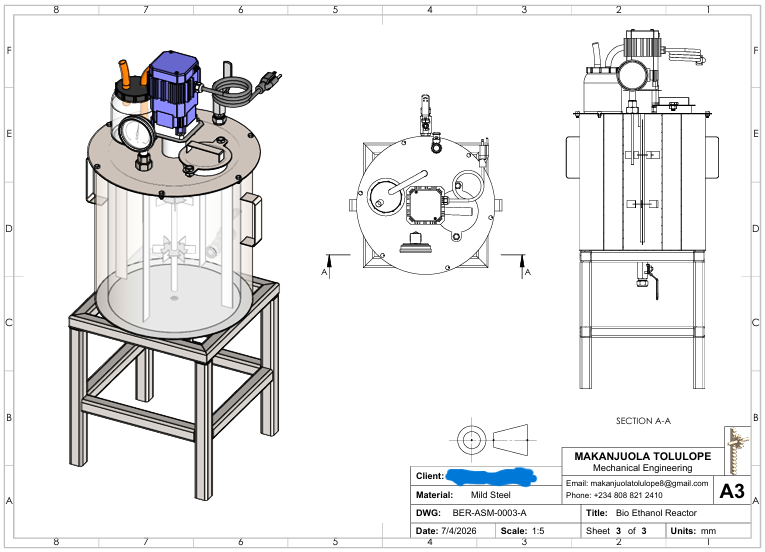 8 7 6 5 4 3 2 1
F F
E E
D D
A A
C C
B B
SECTION A-A
MAKANJUOLA TOLULOPE
Mechanical Engineering
Client:
Email: makanjuolatolulope8@gmail.com
Material: Mild Steel
Phone: +234 808 821 2410
A3
DWG: BER-ASM-0003-A
Title: Bio Ethanol Reactor
Date: 7/4/2026 Scale: 1:5 Sheet 3 of 3 Units: mm
A A
8 7 6 5 4 3 2 1